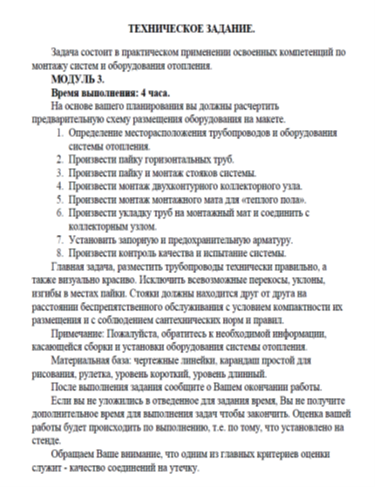 ТЕХНИЧЕСКОЕ ЗАДАНИЕ.
Задача состоит в практическом применении освоенных компетенций по
монтажу систем и оборудования отопления.
МОДУЛЬ 3.
Время выполнения: 4 часа.
На основе вашего планирования вы должны расчертить
предварительную схему размещения оборудования на макете.
1. Определение месторасположения трубопроводов и оборудования
системы отопления.
2. Произвести пайку горизонтальных труб.
3. Произвести пайку и монтаж стояков системы.
4. Произвести монтаж двухконтурного коллекторного узла.
5. Произвести монтаж монтажного мата для «теплого пола».
6. Произвести укладку труб на монтажный мат и соединить с
коллекторным узлом.
7. Установить запорную и предохранительную арматуру.
8. Произвести контроль качества и испытание системы.
Главная задача, разместить трубопроводы технически правильно, а
также визуально красиво. Исключить всевозможные перекосы, уклоны,
изгибы в местах пайки. Стояки должны находится друг от друга на
расстоянии беспрепятственного обслуживания с условием компактности их
размещения и с соблюдением сантехнических норм и правил.
Примечание: Пожалуйста, обратитесь к необходимой информации,
касающейся сборки и установки оборудования системы отопления.
Материальная база: чертежные линейки, карандаш простой для
рисования, рулетка, уровень короткий, уровень длинный.
После выполнения задания сообщите о Вашем окончании работы.
Если вы не уложились в отведенное для задания время, Вы не получите
дополнительное время для выполнения задач чтобы закончить. Оценка вашей
работы будет происходить по выполнению, т.е. по тому, что установлено на
стенде.
Обращаем Ваше внимание, что одним из главных критериев оценки
служит - качество соединений на утечку.